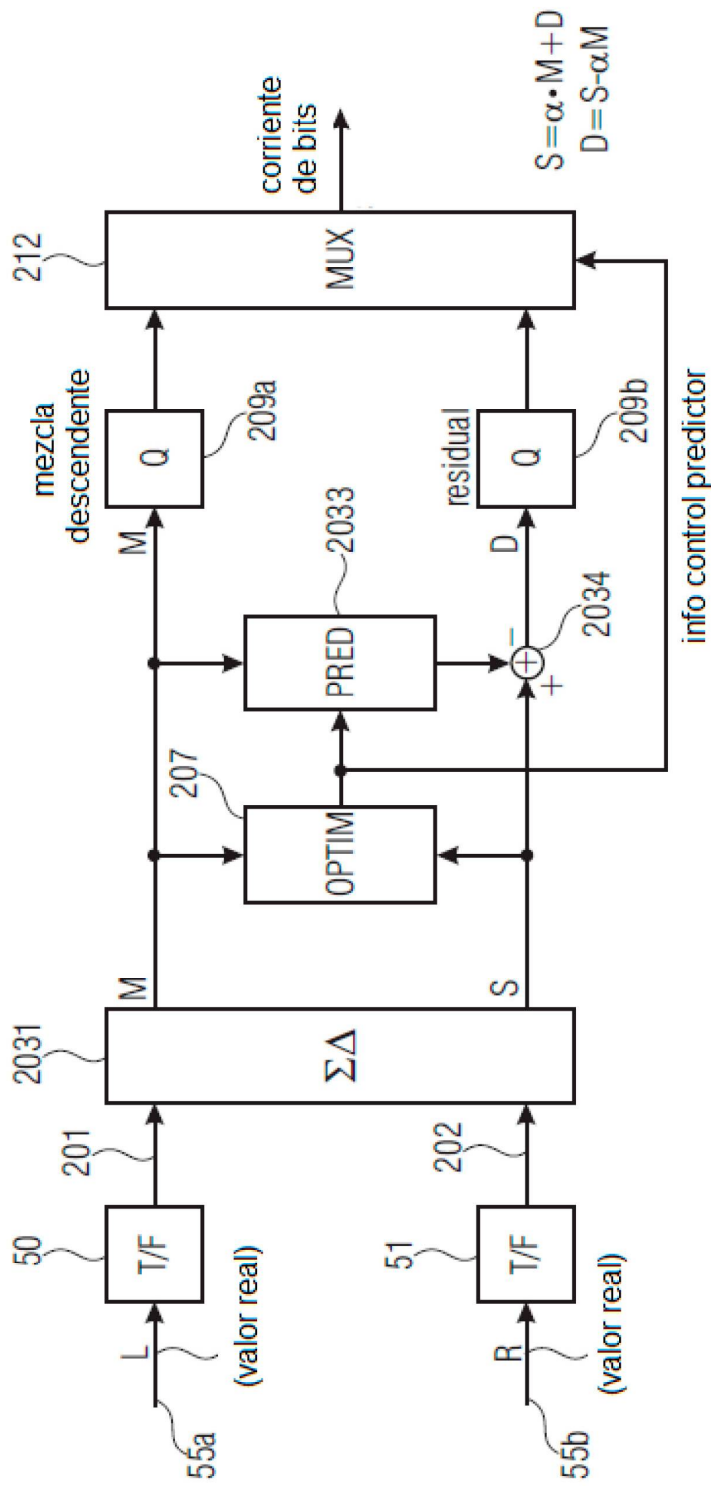 55a
L
(valor real)
50
T/F
201
55b
R
(valor real)
51
T/F
202
2031
ΣΔ
M
S
207
OPTIM
PRED
2033
+
+
−
2034
M
mezcla
descendente
Q
209a
D
residual
Q
209b
212
MUX
corriente
de bits
info control predictor
S=α•M+D
D=S-αM